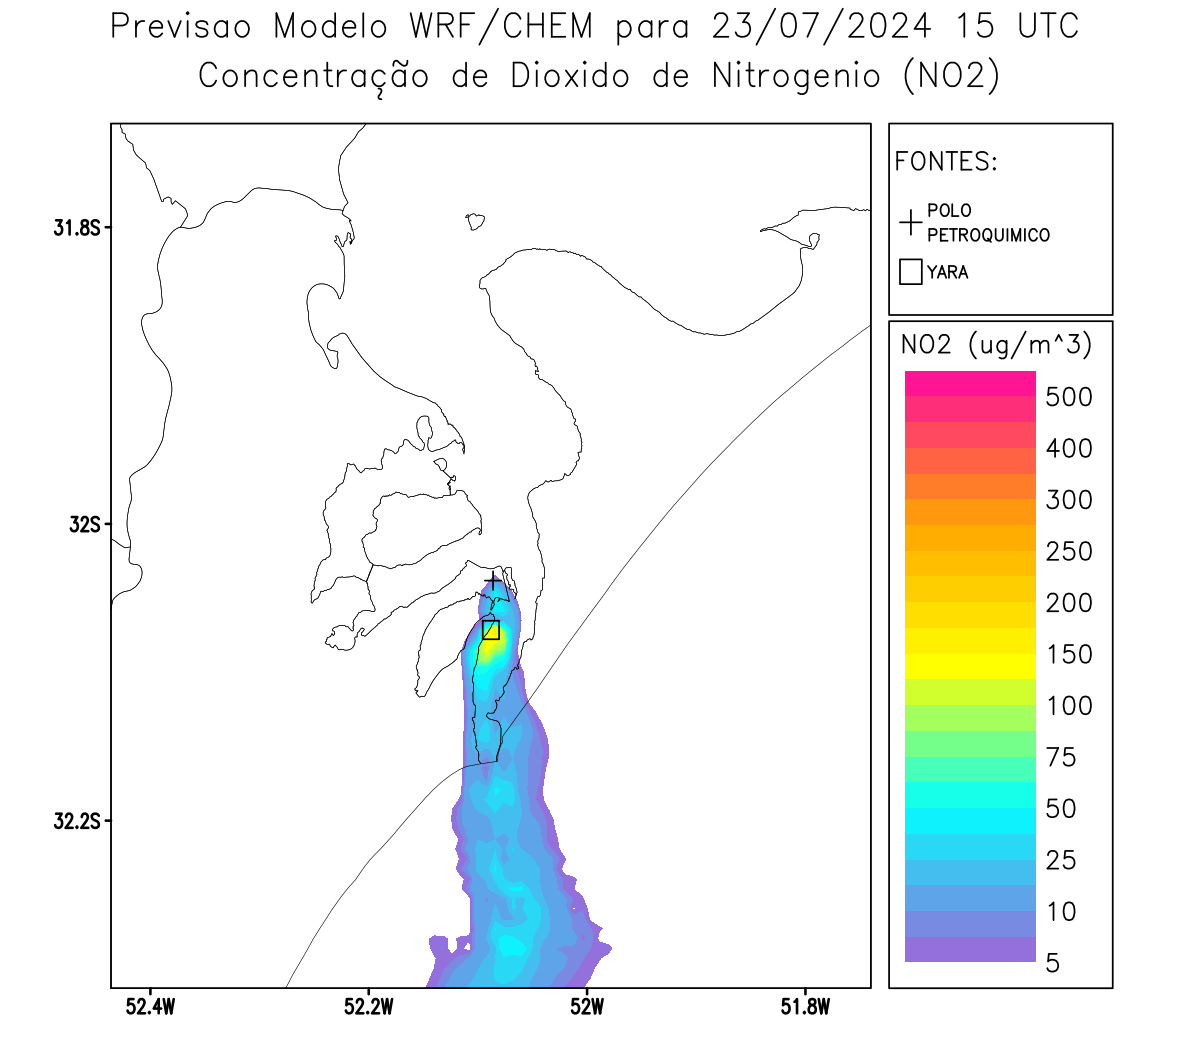 Previsao Modelo WRF/CHEM para 23/07/2024 15 UTC
Concentração de Dioxido de Nitrogenio (NO2)
FONTES:
POLO
PETROQUIMICO
YARA
31.8S
32S
32.2S
52.4W
52.2W
52W
51.8W
NO2 (ug/m^3)
500
400
300
250
200
150
100
75
50
25
10
5